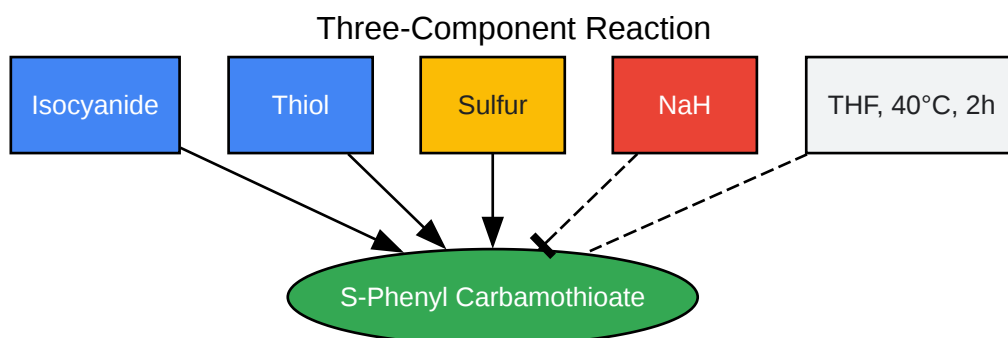 Three-Component Reaction
Isocyanide
Thiol
Sulfur
NaH
THF, 40°C, 2h
S-Phenyl Carbamothioate